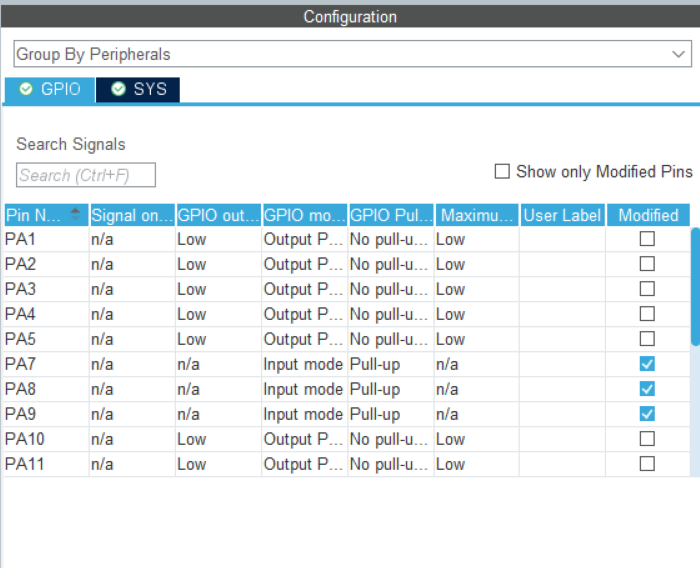 Configuration
Group By Peripherals
GPIO SYS
Search Signals
Search (Ctrl+F)
Show only Modified Pins
Pin N... Signal on... GPIO out... GPIO mo... GPIO Pul... Maximu... User Label Modified
PA1 n/a Low Output P... No pull-u... Low
PA2 n/a Low Output P... No pull-u... Low
PA3 n/a Low Output P... No pull-u... Low
PA4 n/a Low Output P... No pull-u... Low
PA5 n/a Low Output P... No pull-u... Low
PA7 n/a n/a Input mode Pull-up n/a
PA8 n/a n/a Input mode Pull-up n/a
PA9 n/a n/a Input mode Pull-up n/a
PA10 n/a Low Output P... No pull-u... Low
PA11 n/a Low Output P... No pull-u... Low